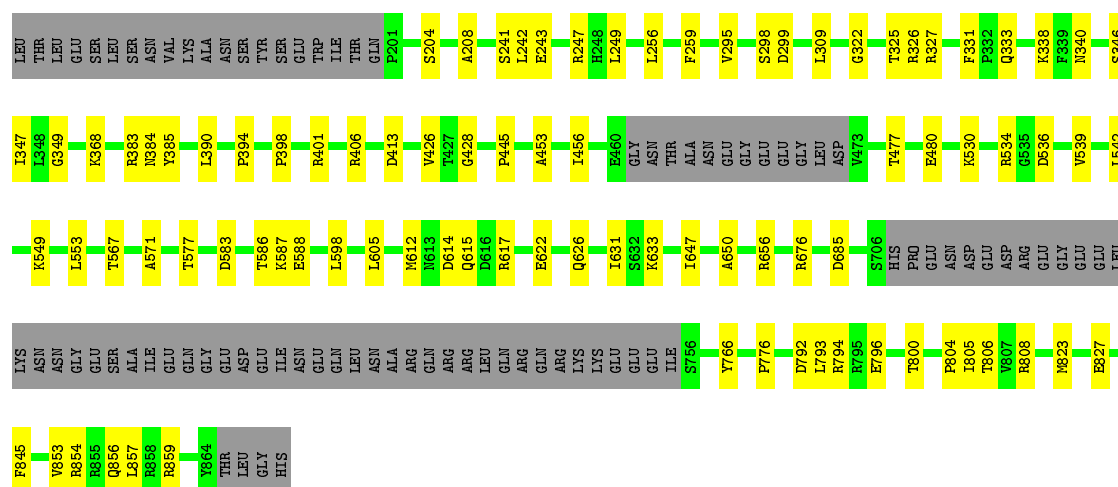 LEU THR LEU GLU SER LEU SER ASN VAL LYS ALA ASN SER TYR SER GLU TRP ILE THR GLN P201 S204 A208 S241 L242 E243 R247 H248 L249 L256 F259 V295 S298 D299 L309 G322 T325 R326 R327 F331 P332 Q333 K338 F339 N340 S346
I347 L348 G349 K368 R383 N384 Y385 L390 P394 P398 R401 R406 D413 V426 T427 G428 P445 A453 I456 E460 GLY ASN THR ALA ASN GLU GLY GLU GLU GLY LEU ASP V473 T477 E480 K530 R534 G535 D536 V539 L542
K549 L553 T567 A571 T577 D583 T586 K587 E588 L598 L605 M612 N613 D614 Q615 D616 R617 E622 Q626 I631 S632 K633 I647 A650 R656 R676 D685 S706 HIS PRO GLU ASN ASP GLU ASP ARG GLU GLY GLU GLU LEU
LYS ASN ASN GLY GLU SER ALA ILE GLU GLN GLY GLU ASP GLU ILE ASN GLU GLN LEU ASN ALA ARG GLN ARG ARG LEU GLN ARG GLN ARG LYS LYS GLU GLU GLU ILE S756 Y766 P776 D792 L793 R794 R795 E796 T800 P804 I805 T806 V807 R808 M823 E827
F845 V853 R854 R855 Q856 L857 R858 R859 Y864 THR LEU GLY HIS